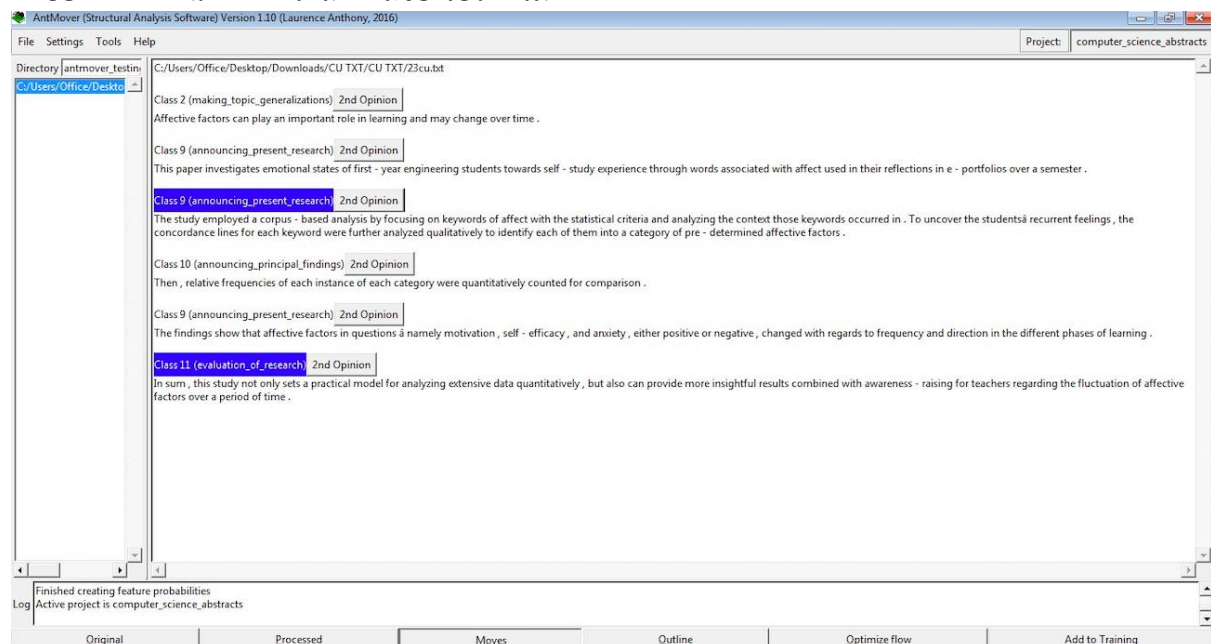 AntMover (Structural Analysis Software) Version 1.10 (Laurence Anthony, 2016)
File Settings Tools Help
Project: computer_science_abstracts
Directory antmover_testin
C:/Users/Office/Deskto
C:/Users/Office/Desktop/Downloads/CU TXT/CU TXT/23cu.txt
Class 2 (making_topic_generalizations) 2nd Opinion
Affective factors can play an important role in learning and may change over time .
Class 9 (announcing_present_research) 2nd Opinion
This paper investigates emotional states of first - year engineering students towards self - study experience through words associated with affect used in their reflections in e - portfolios over a semester .
Class 9 (announcing_present_research) 2nd Opinion
The study employed a corpus - based analysis by focusing on keywords of affect with the statistical criteria and analyzing the context those keywords occurred in . To uncover the studentsâ recurrent feelings , the
concordance lines for each keyword were further analyzed qualitatively to identify each of them into a category of pre - determined affective factors .
Class 10 (announcing_principal_findings) 2nd Opinion
Then , relative frequencies of each instance of each category were quantitatively counted for comparison .
Class 9 (announcing_present_research) 2nd Opinion
The findings show that affective factors in questions â namely motivation , self - efficacy , and anxiety , either positive or negative , changed with regards to frequency and direction in the different phases of learning .
Class 11 (evaluation_of_research) 2nd Opinion
In sum , this study not only sets a practical model for analyzing extensive data quantitatively , but also can provide more insightful results combined with awareness - raising for teachers regarding the fluctuation of affective
factors over a period of time .
Finished creating feature probabilities
Log Active project is computer_science_abstracts
Original Processed Moves Outline Optimize flow Add to Training